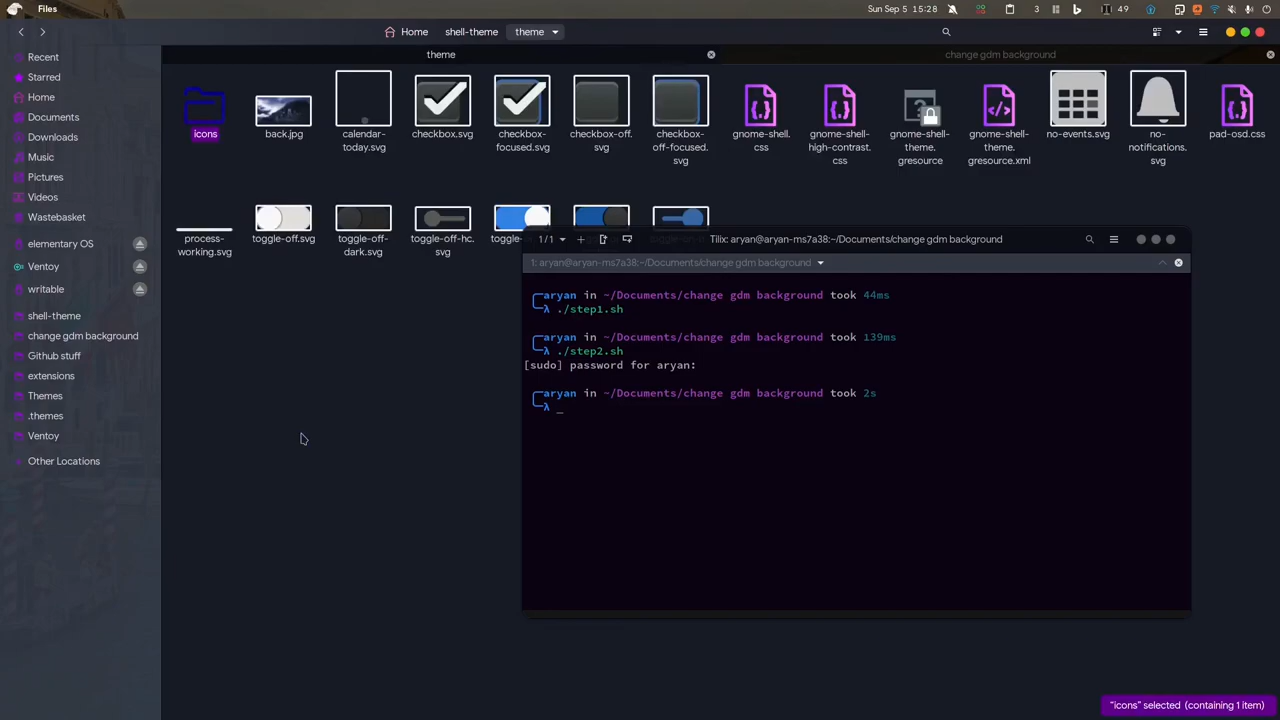 Files
Sun Sep 5 15:28
3
49
Home
shell-theme
theme
theme
change gdm background
Recent
Starred
Home
Documents
Downloads
Music
Pictures
Videos
Wastebasket
elementary OS
Ventoy
writable
shell-theme
change gdm background
Github stuff
extensions
Themes
.themes
Ventoy
Other Locations
icons
back.jpg
calendar-
today.svg
checkbox.svg
checkbox-
focused.svg
checkbox-off.
svg
checkbox-
off-focused.
svg
gnome-shell.
css
gnome-shell-
high-contrast.
css
gnome-shell-
theme.
gresource
gnome-shell-
theme.
gresource.xml
no-events.svg
no-
notifications.
svg
pad-osd.css
process-
working.svg
toggle-off.svg
toggle-off-
dark.svg
toggle-off-hc.
svg
1/1
Tilix: aryan@aryan-ms7a38:~/Documents/change gdm background
1: aryan@aryan-ms7a38:~/Documents/change gdm background
aryan in ~/Documents/change gdm background took 44ms
λ ./step1.sh
aryan in ~/Documents/change gdm background took 139ms
λ ./step2.sh
[sudo] password for aryan:
aryan in ~/Documents/change gdm background took 2s
λ _
"icons" selected (containing 1 item)